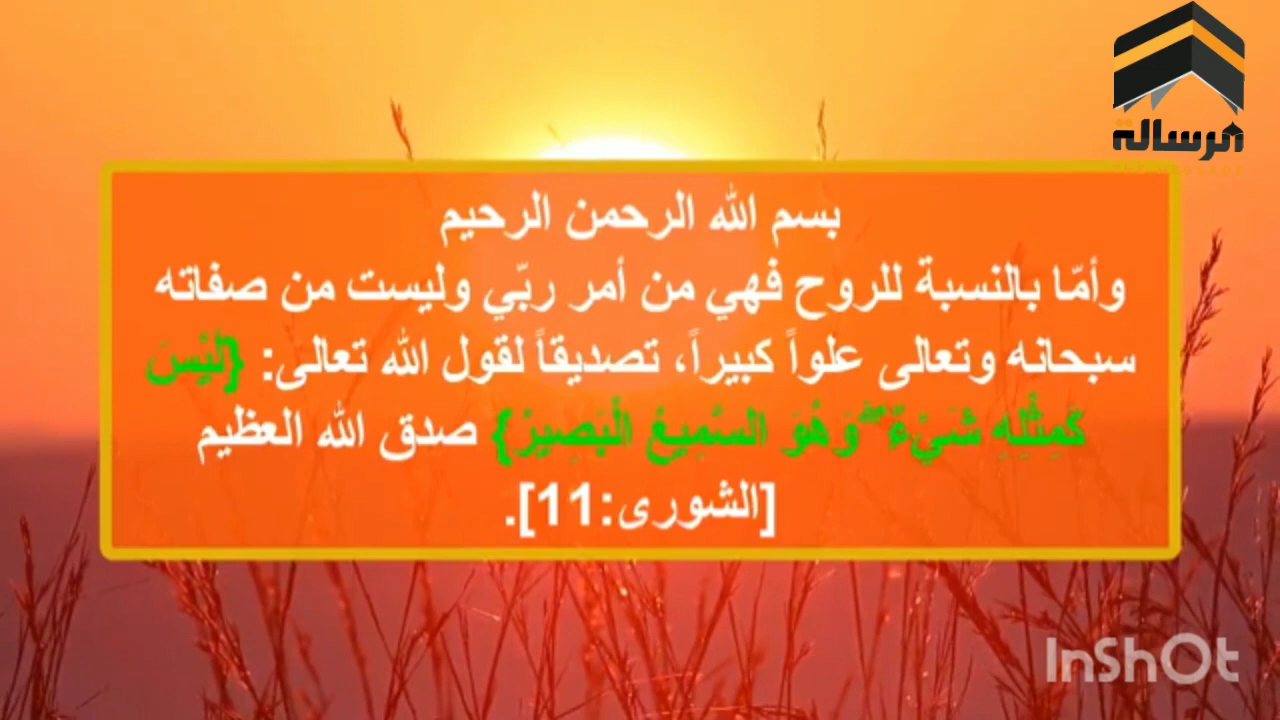 الرسالة
بسم الله الرحمن الرحيم
وأمّا بالنسبة للروح فهي من أمر ربّي وليست من صفاته
سبحانه وتعالى علواً كبيراً، تصديقاً لقول الله تعالى: {لَيْسَ
كَمِثْلِهِ شَيْءٌ ۖ وَهُوَ السَّمِيعُ الْبَصِيرُ} صدق الله العظيم
[الشورى:11].
InShOt